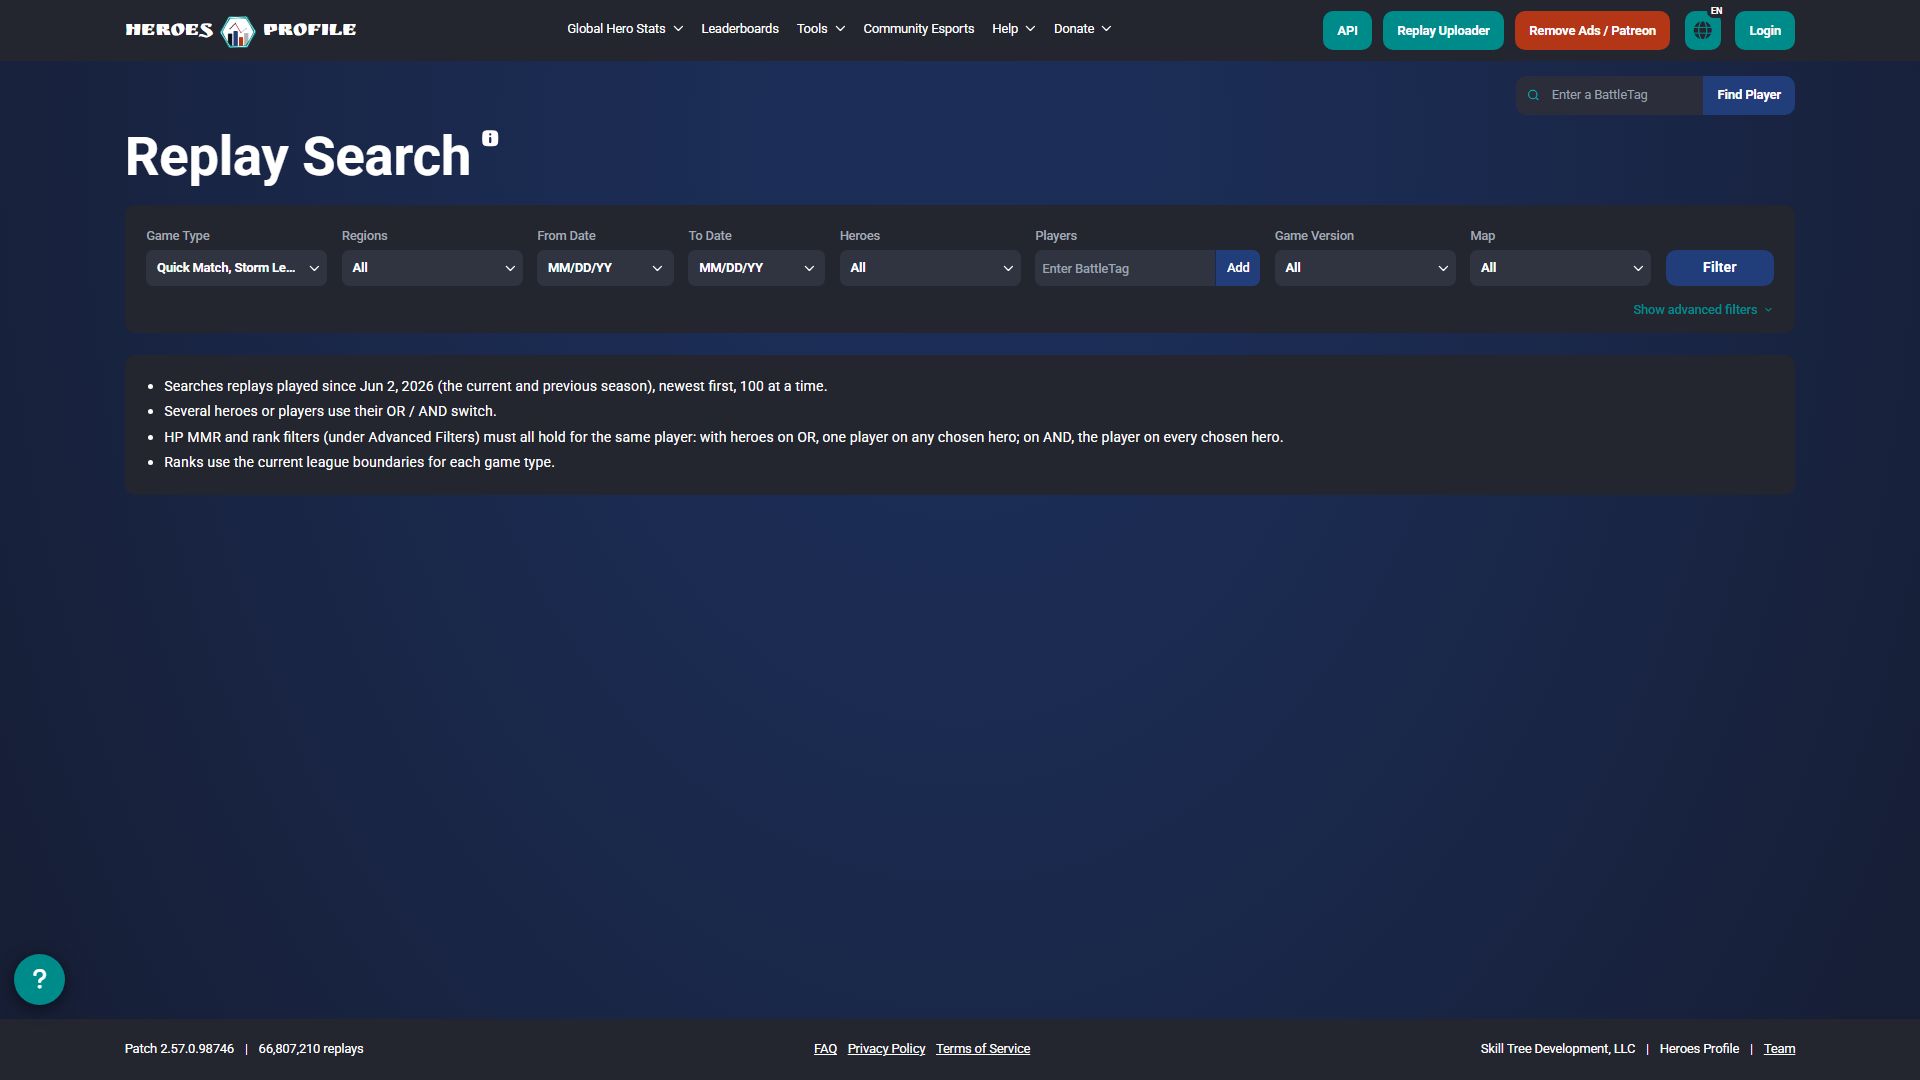 HEROES PROFILE
Global Hero Stats
Leaderboards
Tools
Community Esports
Help
Donate
API
Replay Uploader
Remove Ads / Patreon
EN
Login
Enter a BattleTag
Find Player
Replay Search
Game Type
Regions
From Date
To Date
Heroes
Players
Game Version
Map
Quick Match, Storm Le...
All
MM/DD/YY
MM/DD/YY
All
Enter BattleTag
Add
All
All
Filter
Show advanced filters
• Searches replays played since Jun 2, 2026 (the current and previous season), newest first, 100 at a time.
• Several heroes or players use their OR / AND switch.
• HP MMR and rank filters (under Advanced Filters) must all hold for the same player: with heroes on OR, one player on any chosen hero; on AND, the player on every chosen hero.
• Ranks use the current league boundaries for each game type.
?
Patch 2.57.0.98746 | 66,807,210 replays
FAQ Privacy Policy Terms of Service
Skill Tree Development, LLC | Heroes Profile | Team